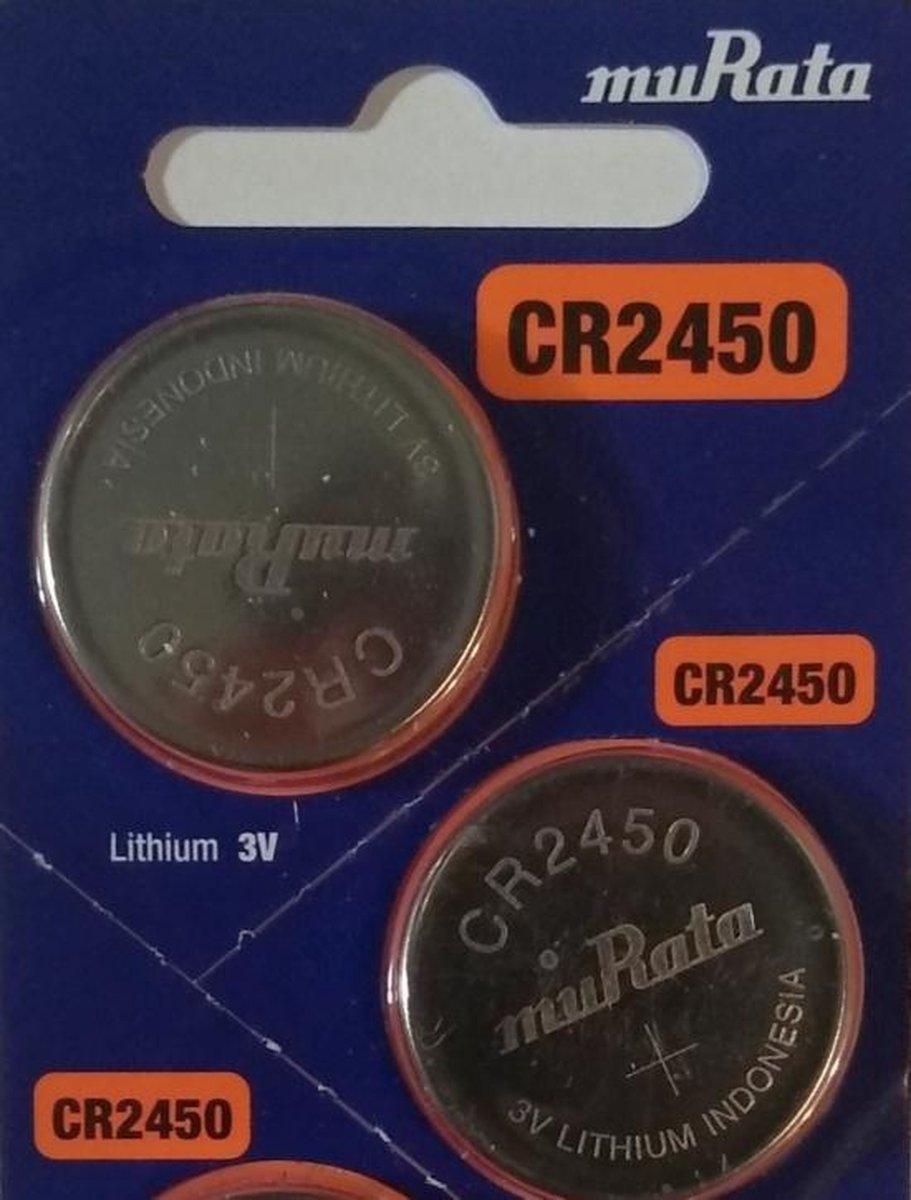 muRata
CR2450
3V LITHIUM INDONESIA
muRata
CR2450
CR2450
Lithium 3V
CR2450
muRata
+
3V LITHIUM INDONESIA
CR2450